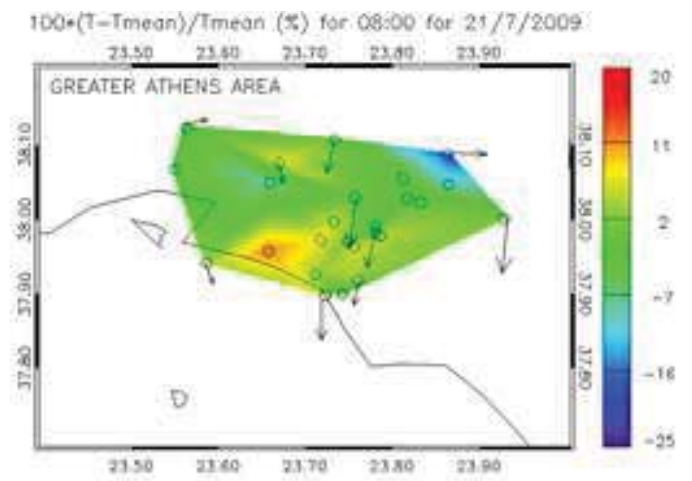 100*(T-Tmean)/Tmean (%) for 08:00 for 21/7/2009
23.50 23.60 23.70 23.80 23.90
GREATER ATHENS AREA
38.10 38.00 37.90 37.80
38.10 38.00 37.90 37.80
20
11
2
-7
-16
-25
23.50 23.60 23.70 23.80 23.90